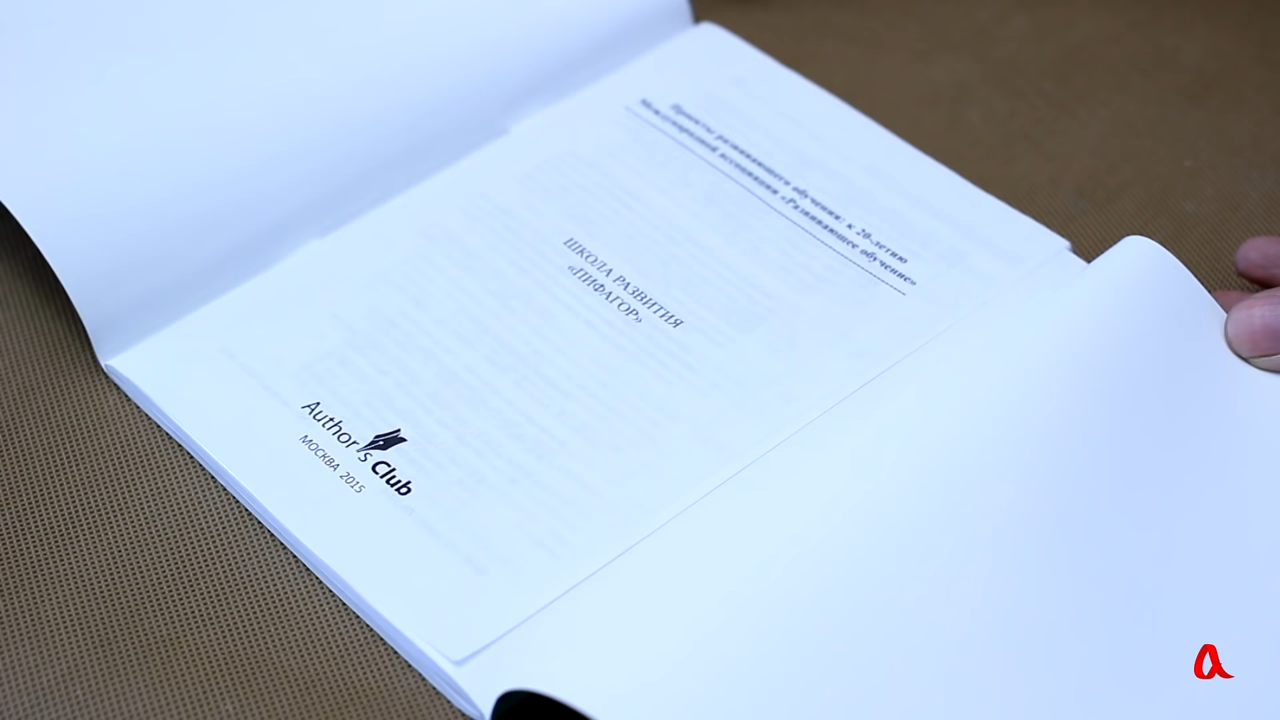 Проекты развивающего обучения: к 20-летию
Международной ассоциации «Развивающее обучение»
ШКОЛА РАЗВИТИЯ
«ПИФАГОР»
Author's Club
МОСКВА 2015
a